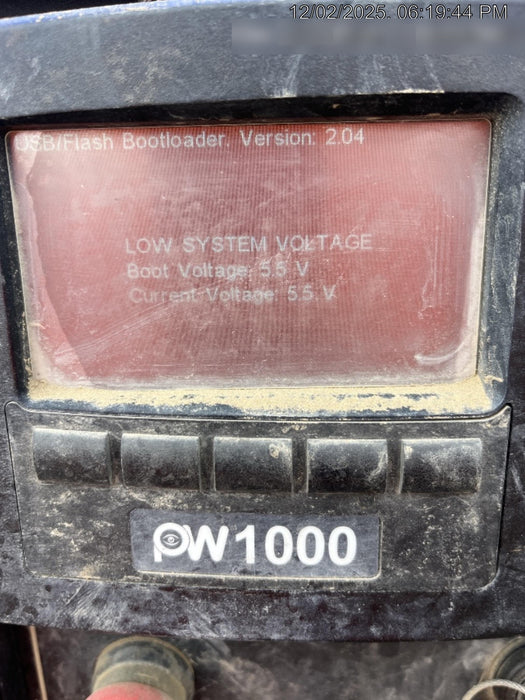 12/02/2025. 06:19:44 PM
USB/Flash Bootloader. Version: 2.04
LOW SYSTEM VOLTAGE
Boot Voltage: 5.5 V
Current Voltage: 5.5 V
PW1000